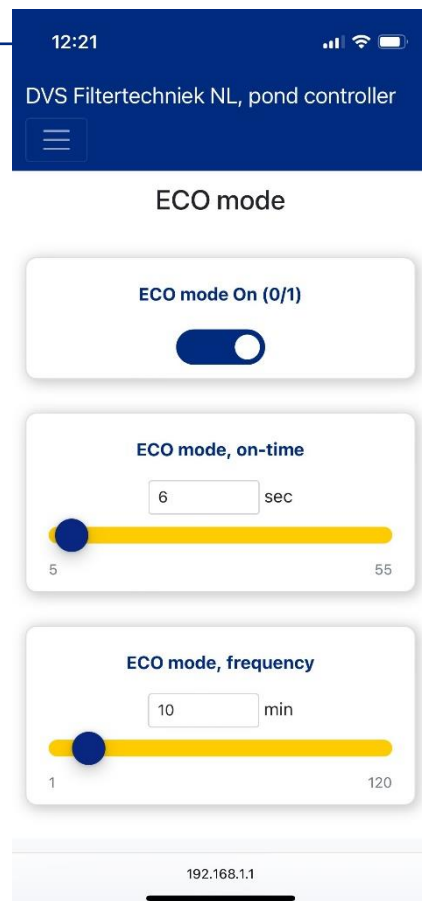 12:21
DVS Filtertechniek NL, pond controller
ECO mode
ECO mode On (0/1)
ECO mode, on-time
6 sec
5 55
ECO mode, frequency
10 min
1 120
192.168.1.1